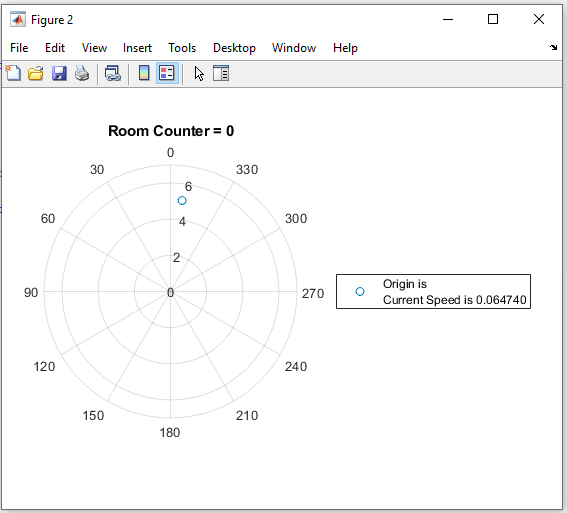 Figure 2
File Edit View Insert Tools Desktop Window Help
Room Counter = 0
0
30 330
6
60 300
4
2
90 0 270
Origin is
Current Speed is 0.064740
120 240
150 210
180